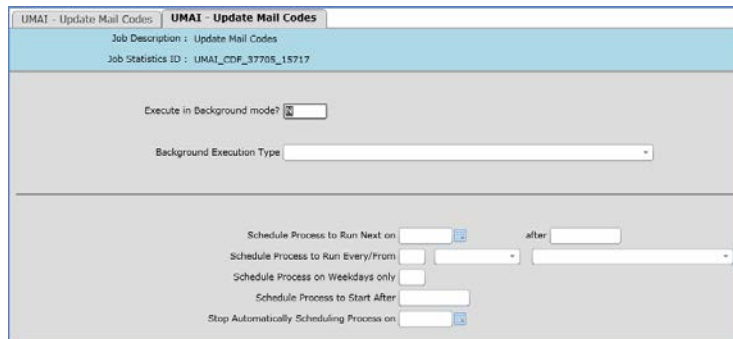 UMAI - Update Mail Codes UMAI - Update Mail Codes
Job Description : Update Mail Codes
Job Statistics ID : UMAI_CDF_37705_15717
Execute in Background mode?
Background Execution Type
Schedule Process to Run Next on after
Schedule Process to Run Every/From
Schedule Process on Weekdays only
Schedule Process to Start After
Stop Automatically Scheduling Process on